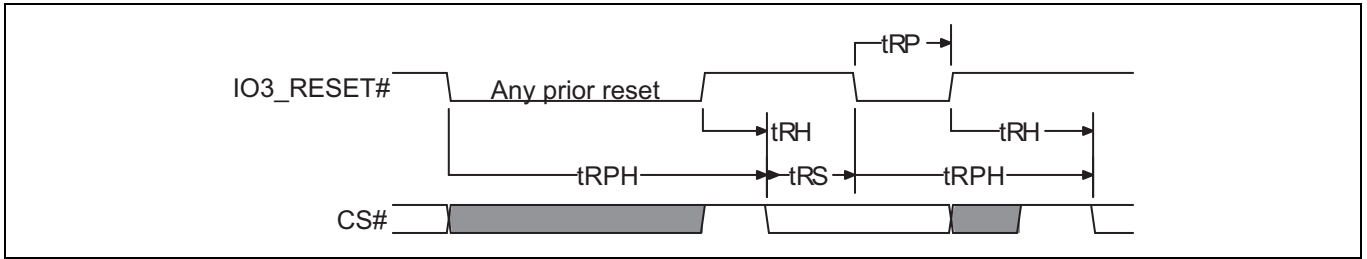 tRP
IO3_RESET# Any prior reset
tRH tRH
tRPH tRS tRPH
CS#